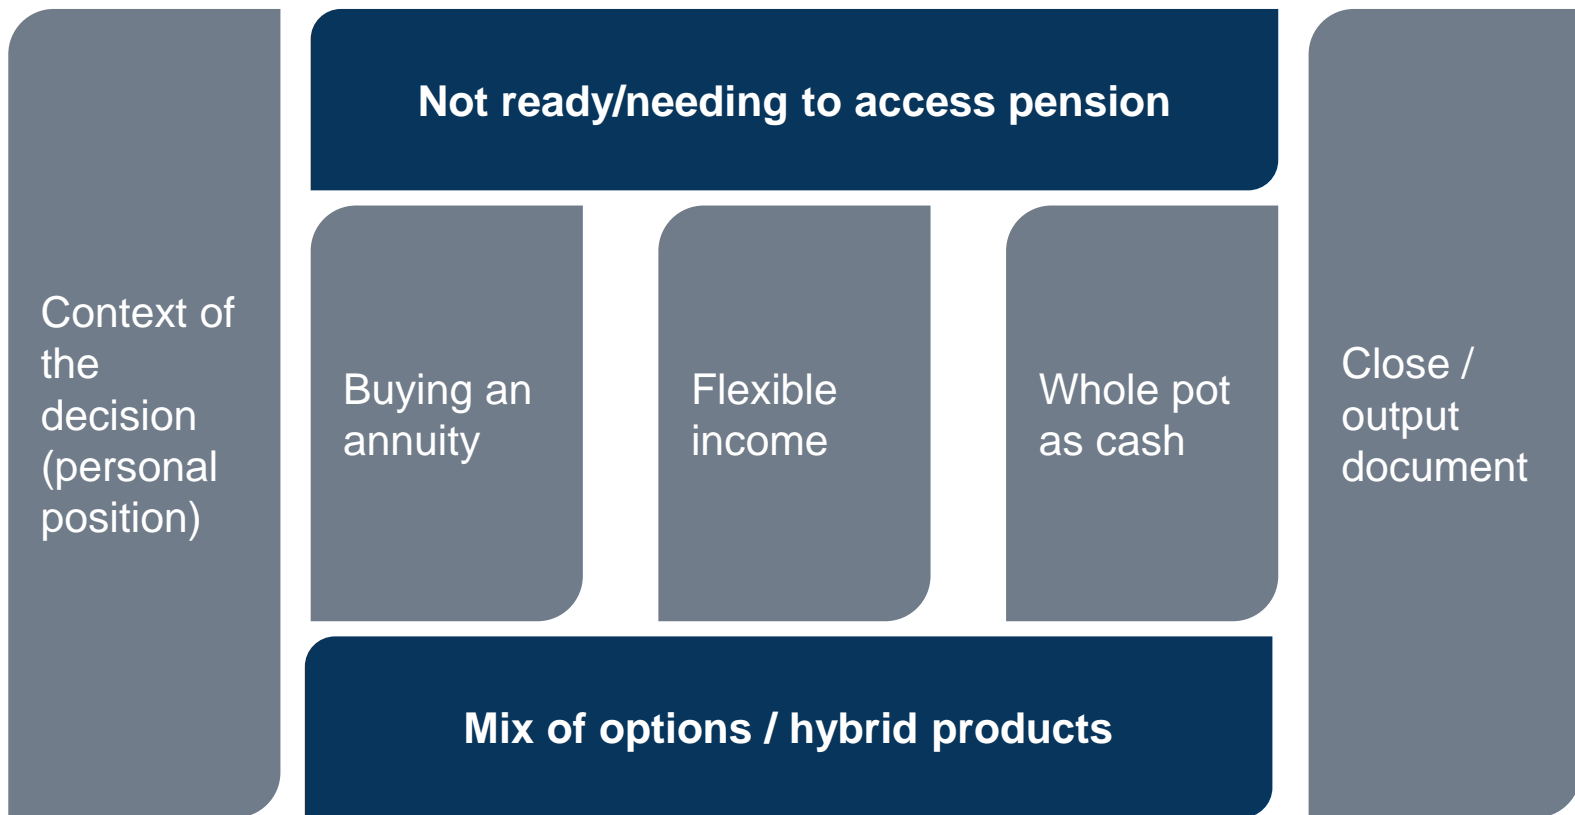 Context of
the
decision
(personal
position)
Not ready/needing to access pension
Buying an
annuity
Flexible
income
Whole pot
as cash
Mix of options / hybrid products
Close /
output
document